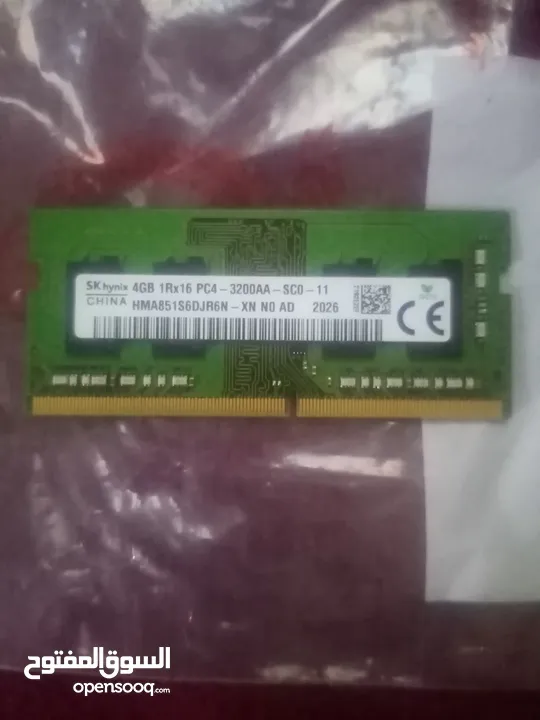 SK hynix 4GB 1Rx16 PC4-3200AA-SC0-11
CHINA HMA851S6DJR6N-XN N0 AD 2026
CE
السوق المفتوح
opensooq.com